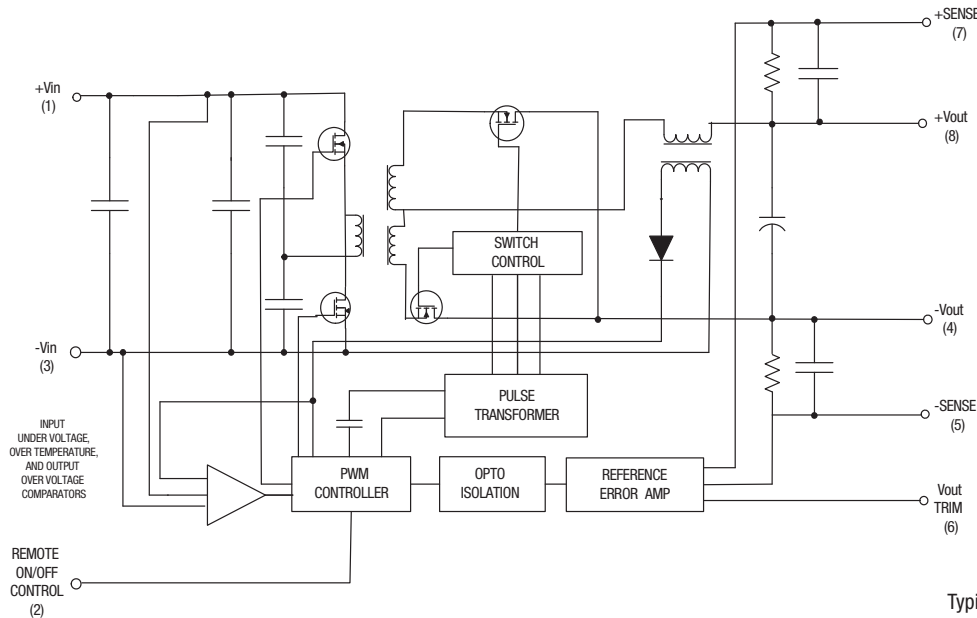 +SENSE
(7)
+Vin
(1)
+Vout
(8)
SWITCH
CONTROL
-Vout
(4)
-Vin
(3)
PULSE
TRANSFORMER
-SENSE
(5)
INPUT
UNDER VOLTAGE,
OVER TEMPERATURE,
AND OUTPUT
OVER VOLTAGE
COMPARATORS
PWM
CONTROLLER
OPTO
ISOLATION
REFERENCE
ERROR AMP
Vout
TRIM
(6)
REMOTE
ON/OFF
CONTROL
(2)
Typi